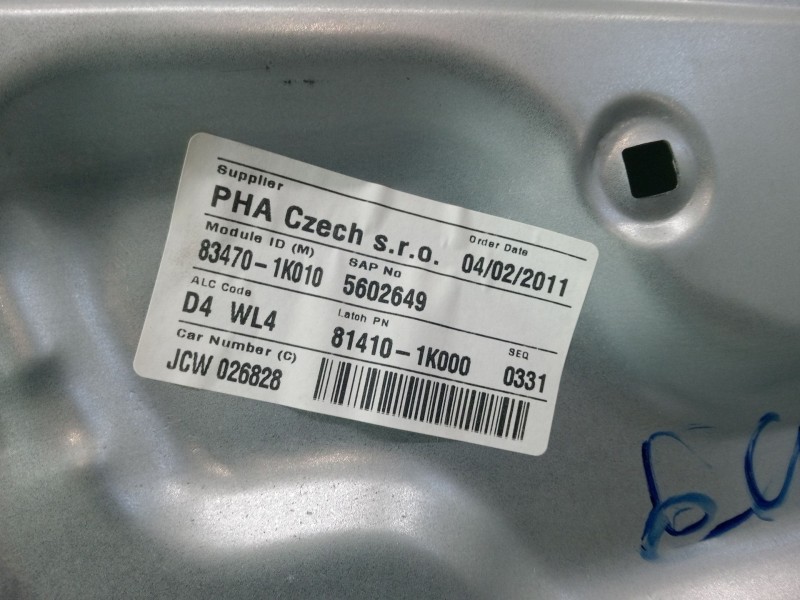 Supplier
PHA Czech s.r.o.
Order Date
04/02/2011
Module ID (M)
83470-1K010
SAP No
5602649
ALC Code
D4 WL4
Latch PN
81410-1K000
SEQ
0331
Car Number (C)
JCW 026828